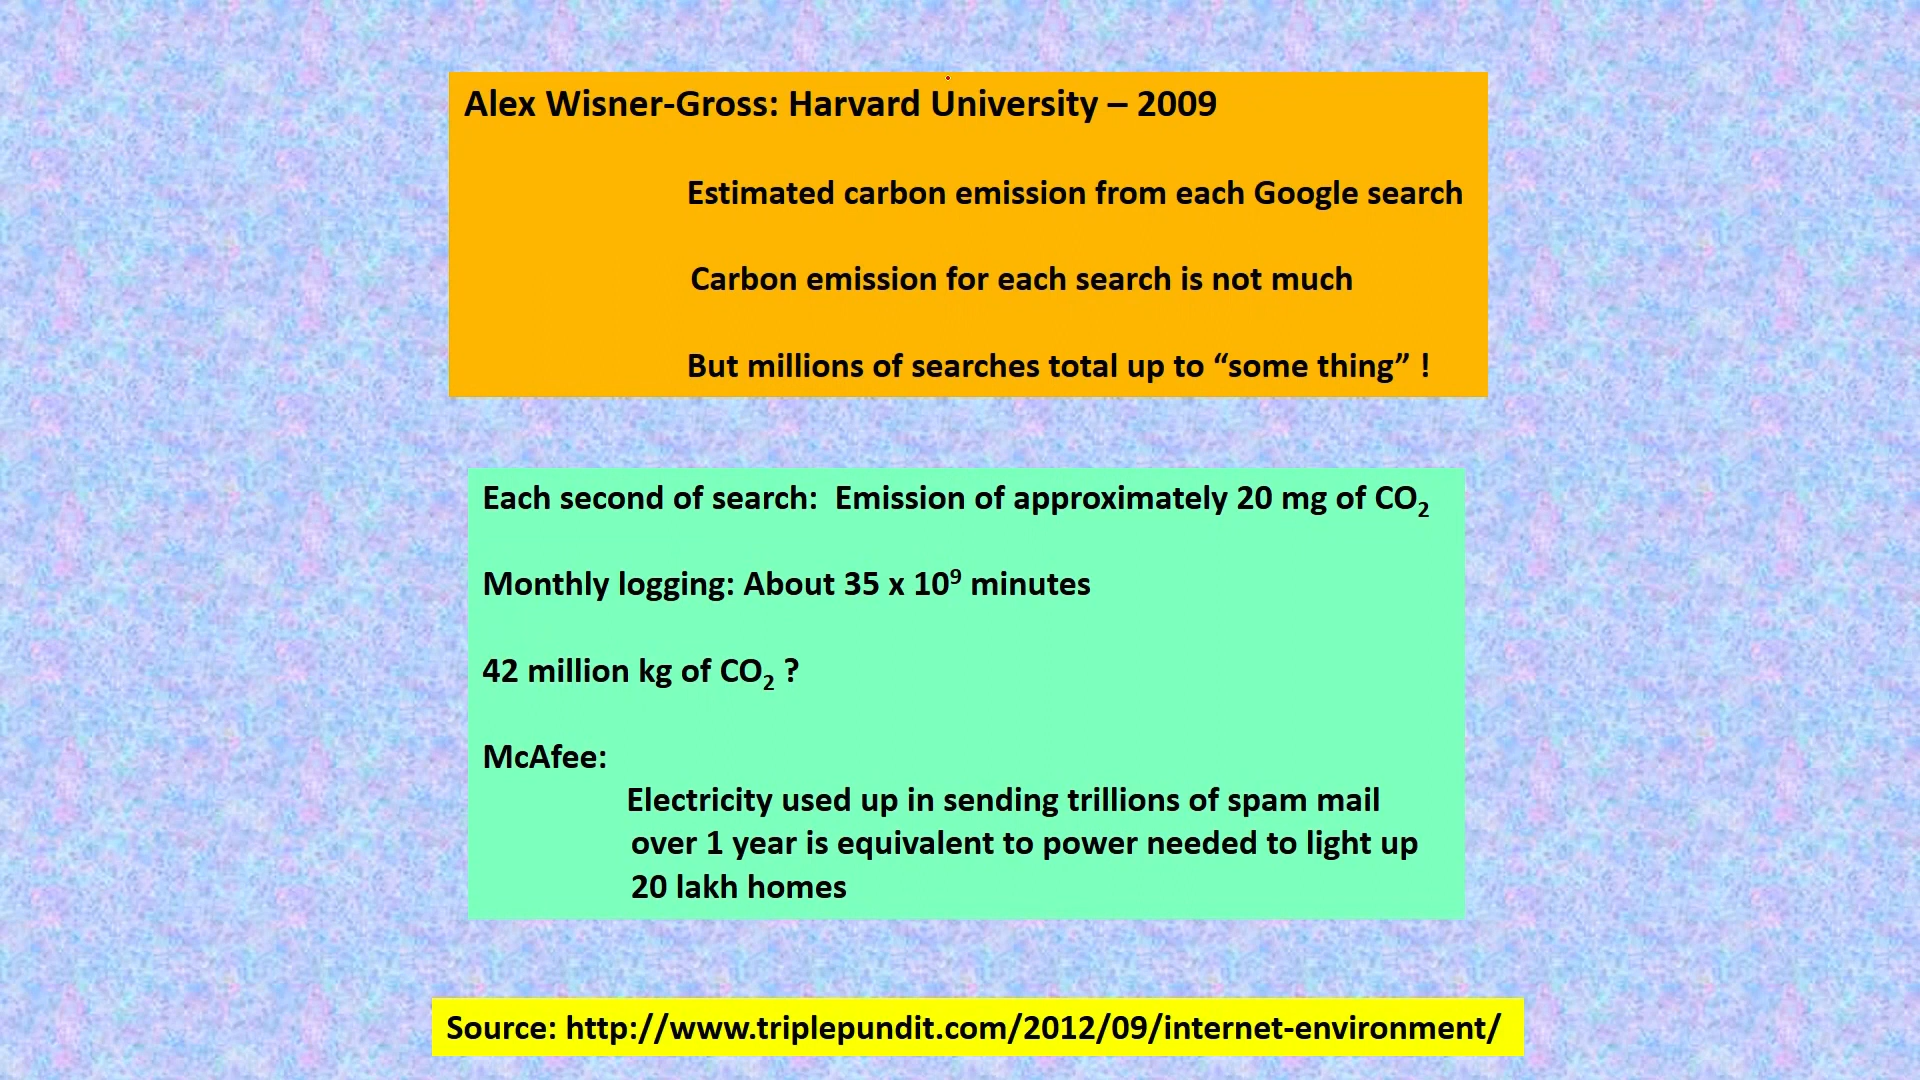 Alex Wisner-Gross: Harvard University – 2009
Estimated carbon emission from each Google search
Carbon emission for each search is not much
But millions of searches total up to “some thing” !
Each second of search:  Emission of approximately 20 mg of CO₂
Monthly logging: About 35 x 10⁹ minutes
42 million kg of CO₂ ?
McAfee:
Electricity used up in sending trillions of spam mail
over 1 year is equivalent to power needed to light up
20 lakh homes
Source: http://www.triplepundit.com/2012/09/internet-environment/